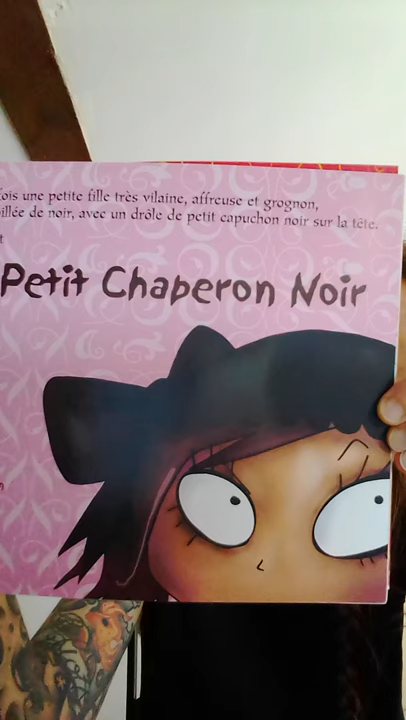 ois une petite fille très vilaine, affreuse et grognon,
illée de noir, avec un drôle de petit capuchon noir sur la tête.
t
Petit Chaperon Noir